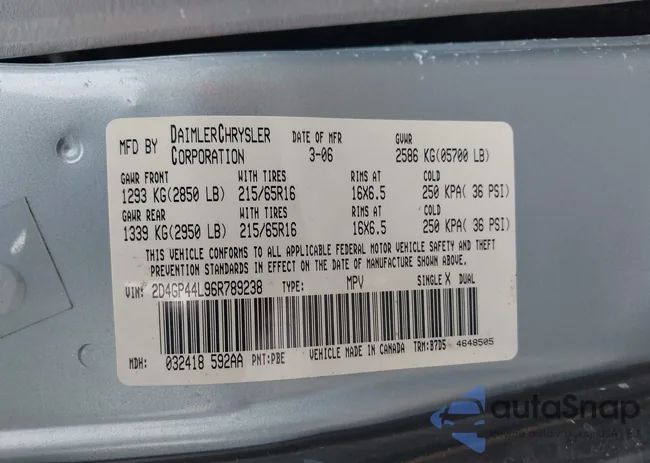 MFD BY DAIMLERCHRYSLER CORPORATION DATE OF MFR 3-06 GVWR 2586 KG(05700 LB)
GAWR FRONT WITH TIRES RIMS AT COLD
1293 KG(2850 LB) 215/65R16 16X6.5 250 KPA( 36 PSI)
GAWR REAR WITH TIRES RIMS AT COLD
1339 KG(2950 LB) 215/65R16 16X6.5 250 KPA( 36 PSI)
THIS VEHICLE CONFORMS TO ALL APPLICABLE FEDERAL MOTOR VEHICLE SAFETY AND THEFT
PREVENTION STANDARDS IN EFFECT ON THE DATE OF MANUFACTURE SHOWN ABOVE.
VIN: 2D4GP44L96R789238 TYPE: MPV SINGLE X DUAL
MDH: 032418 592AA PNT:PBE VEHICLE MADE IN CANADA TRM:B7D5 4648505
autoSnap